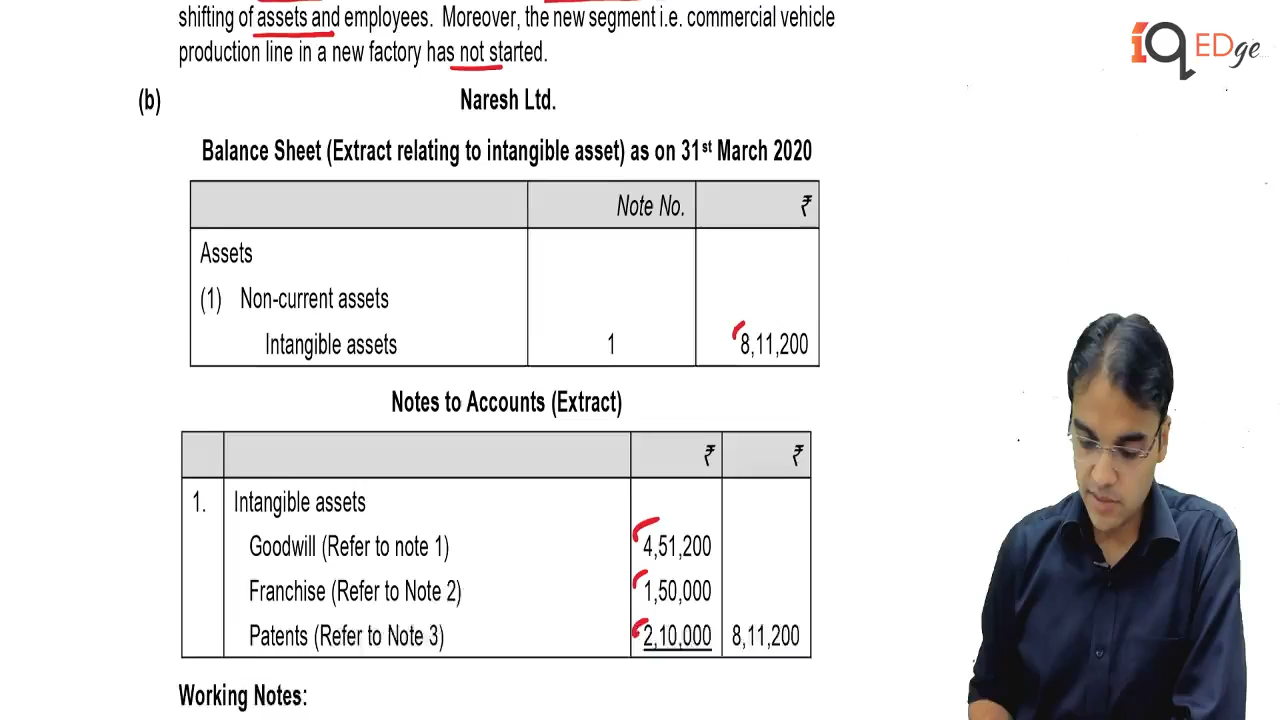 shifting of assets and employees. Moreover, the new segment i.e. commercial vehicle
production line in a new factory has not started.
iQ EDge
(b) Naresh Ltd.
Balance Sheet (Extract relating to intangible asset) as on 31st March 2020
Note No. ₹
Assets
(1) Non-current assets
Intangible assets 1 8,11,200
Notes to Accounts (Extract)
₹ ₹
1. Intangible assets
Goodwill (Refer to note 1) 4,51,200
Franchise (Refer to Note 2) 1,50,000
Patents (Refer to Note 3) 2,10,000 8,11,200
Working Notes: